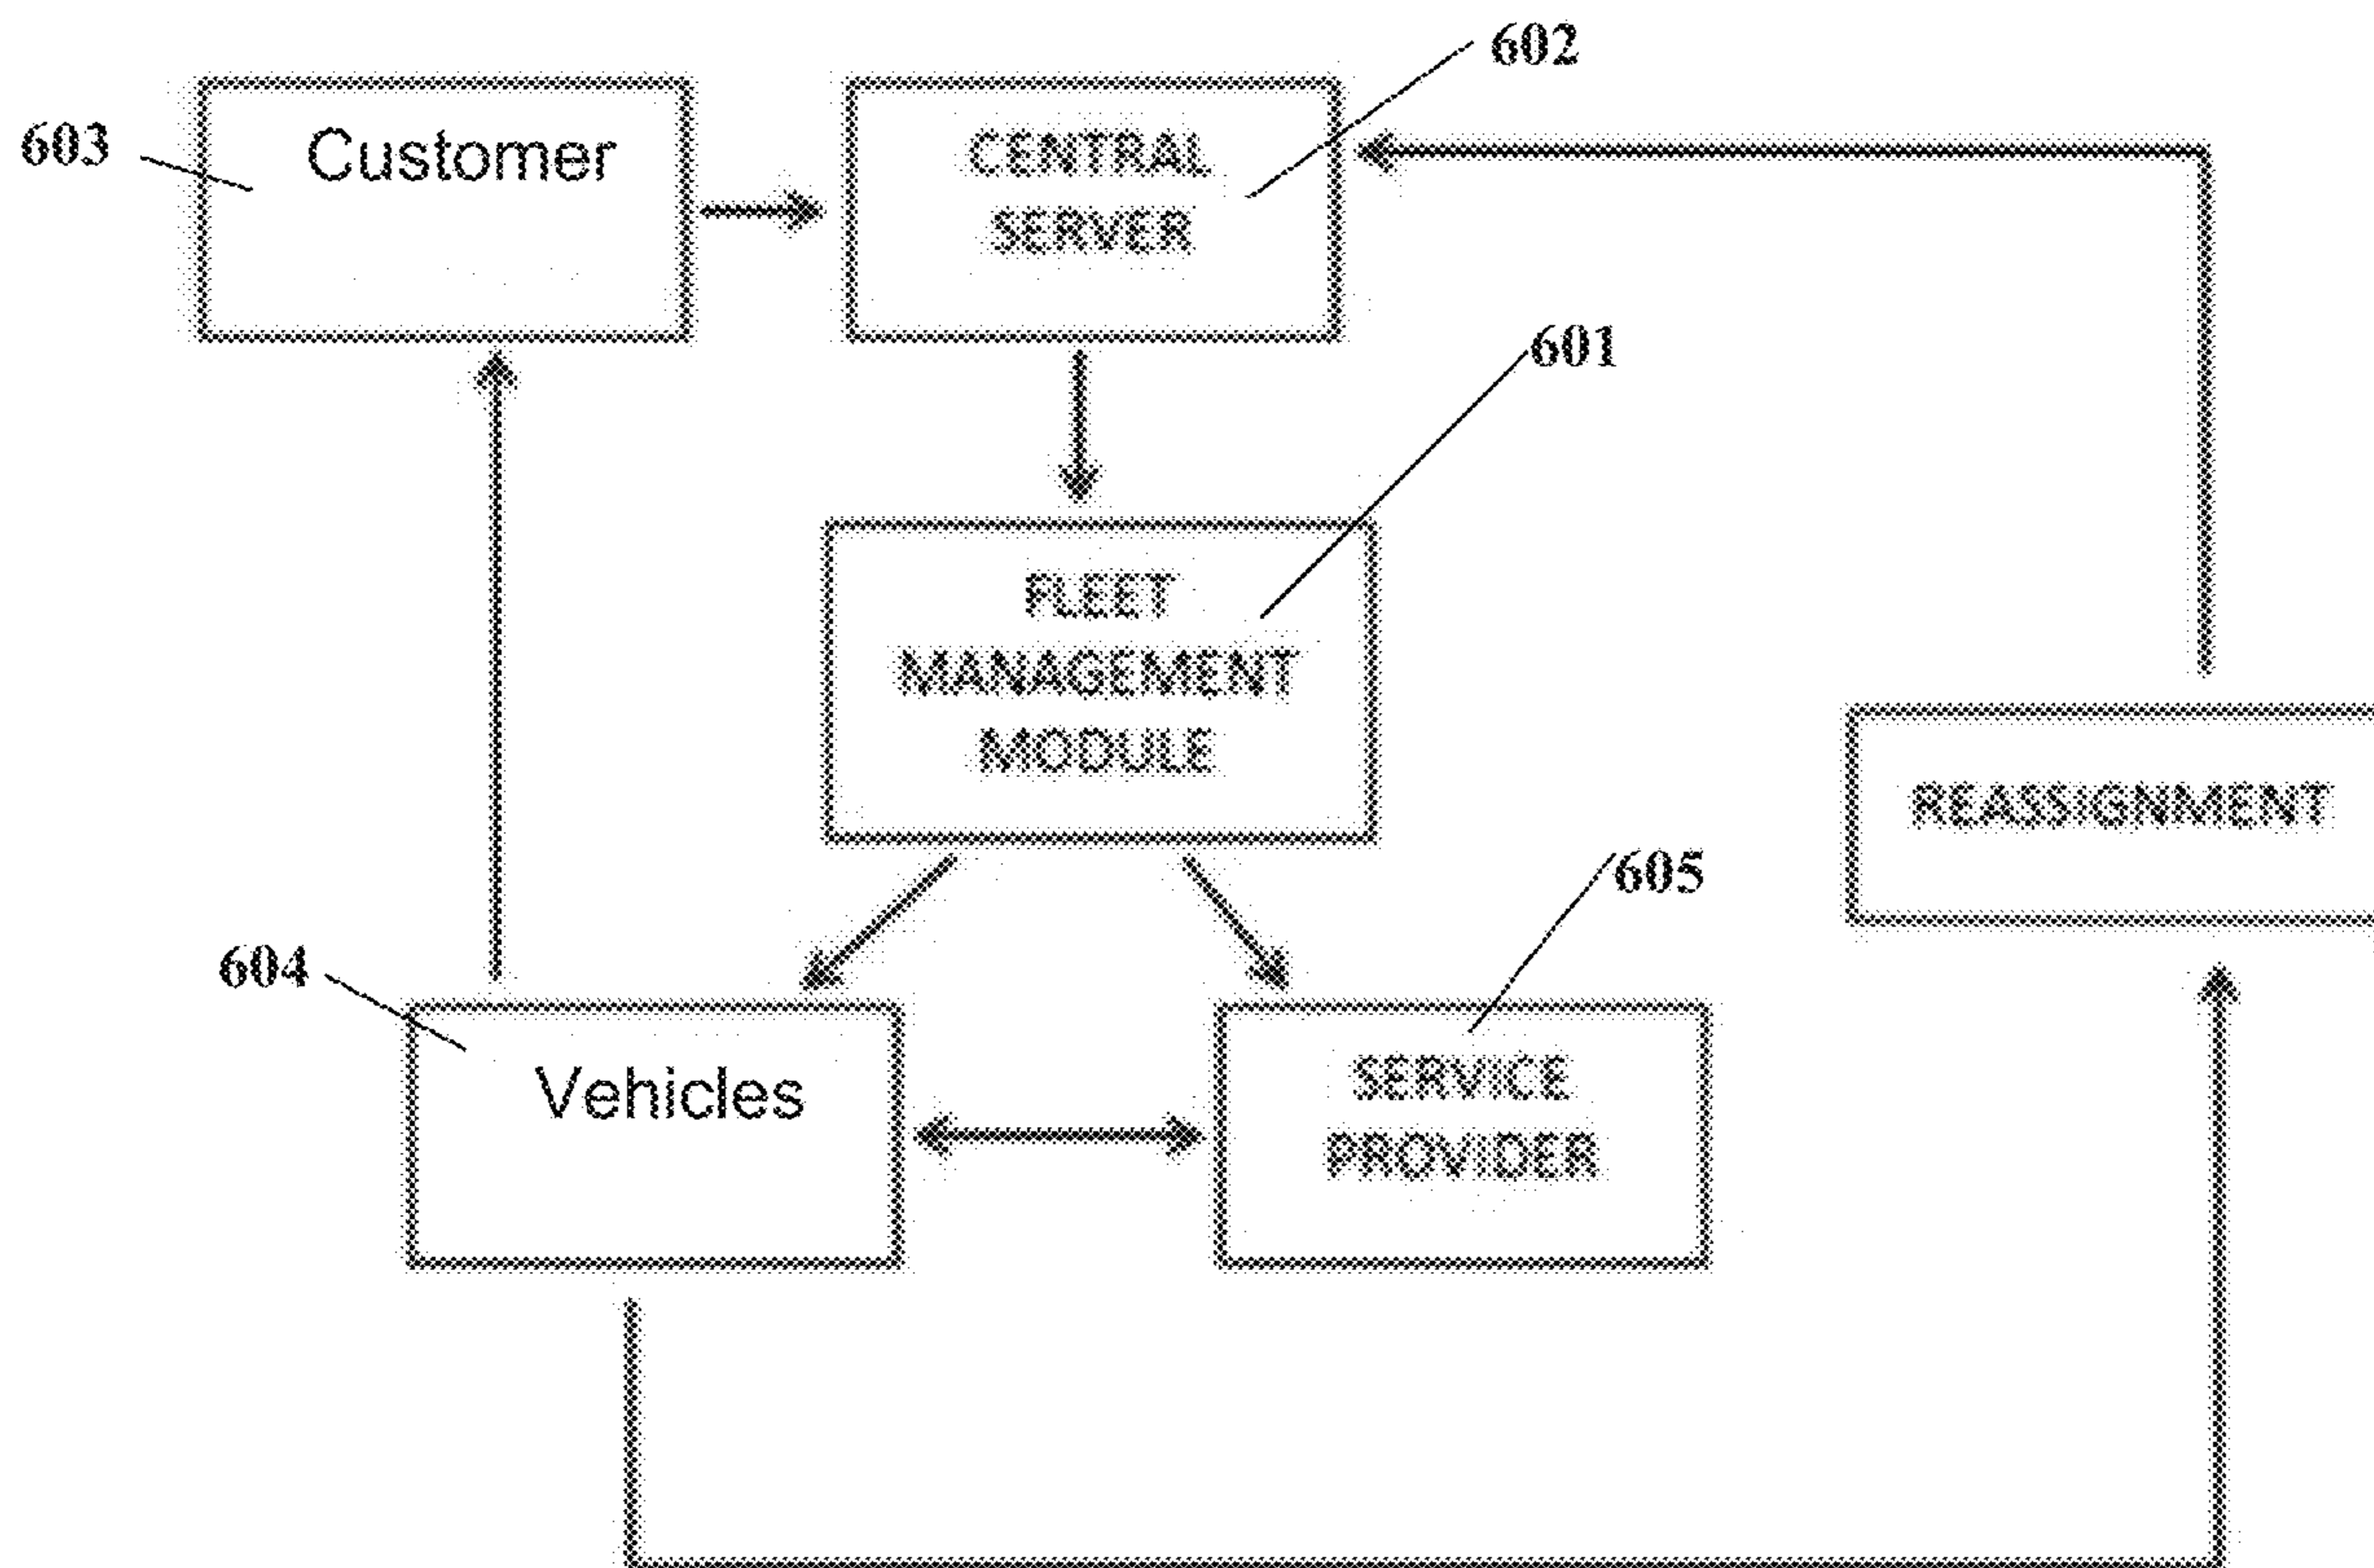 602
603
Customer
CENTRAL
SERVER
601
FLEET
MANAGEMENT
MODULE
REASSIGNMENT
605
604
Vehicles
SERVICE
PROVIDER